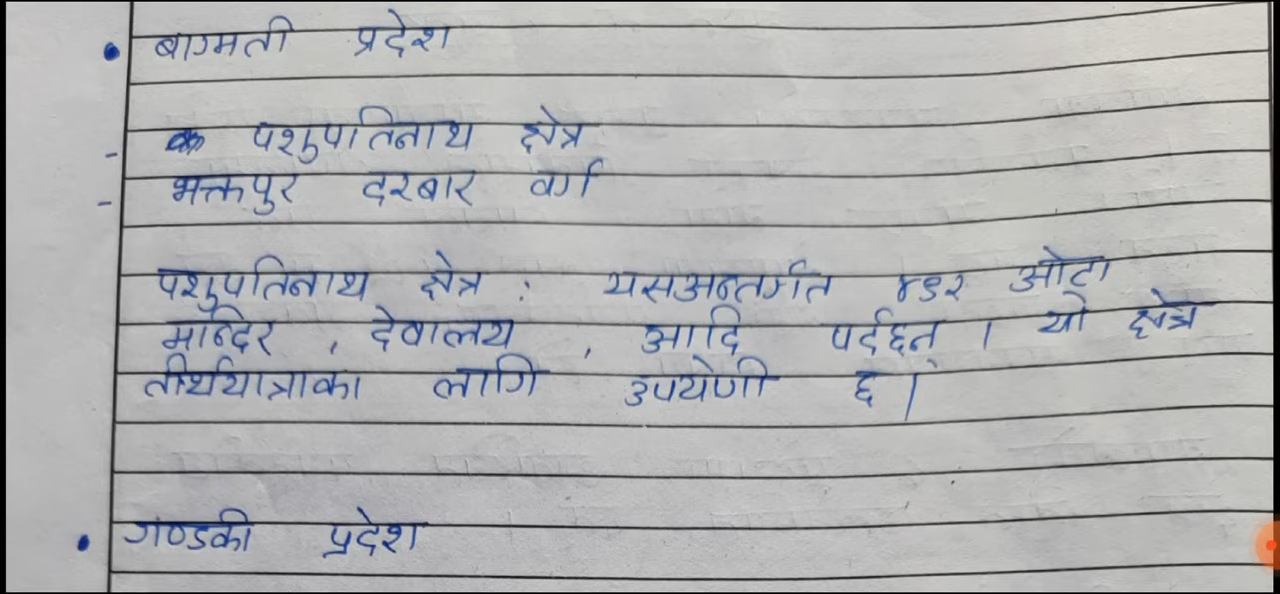 • बागमती प्रदेश
- पशुपतिनाथ क्षेत्र
- भक्तपुर दरबार वर्ग
पशुपतिनाथ क्षेत्र : यसअन्तर्गत ४९२ ओटा
मन्दिर , देवालय , आदि पर्दछन् । यो क्षेत्र
तीर्थयात्राका लागि उपयेगी छ।
• गण्डकी प्रदेश